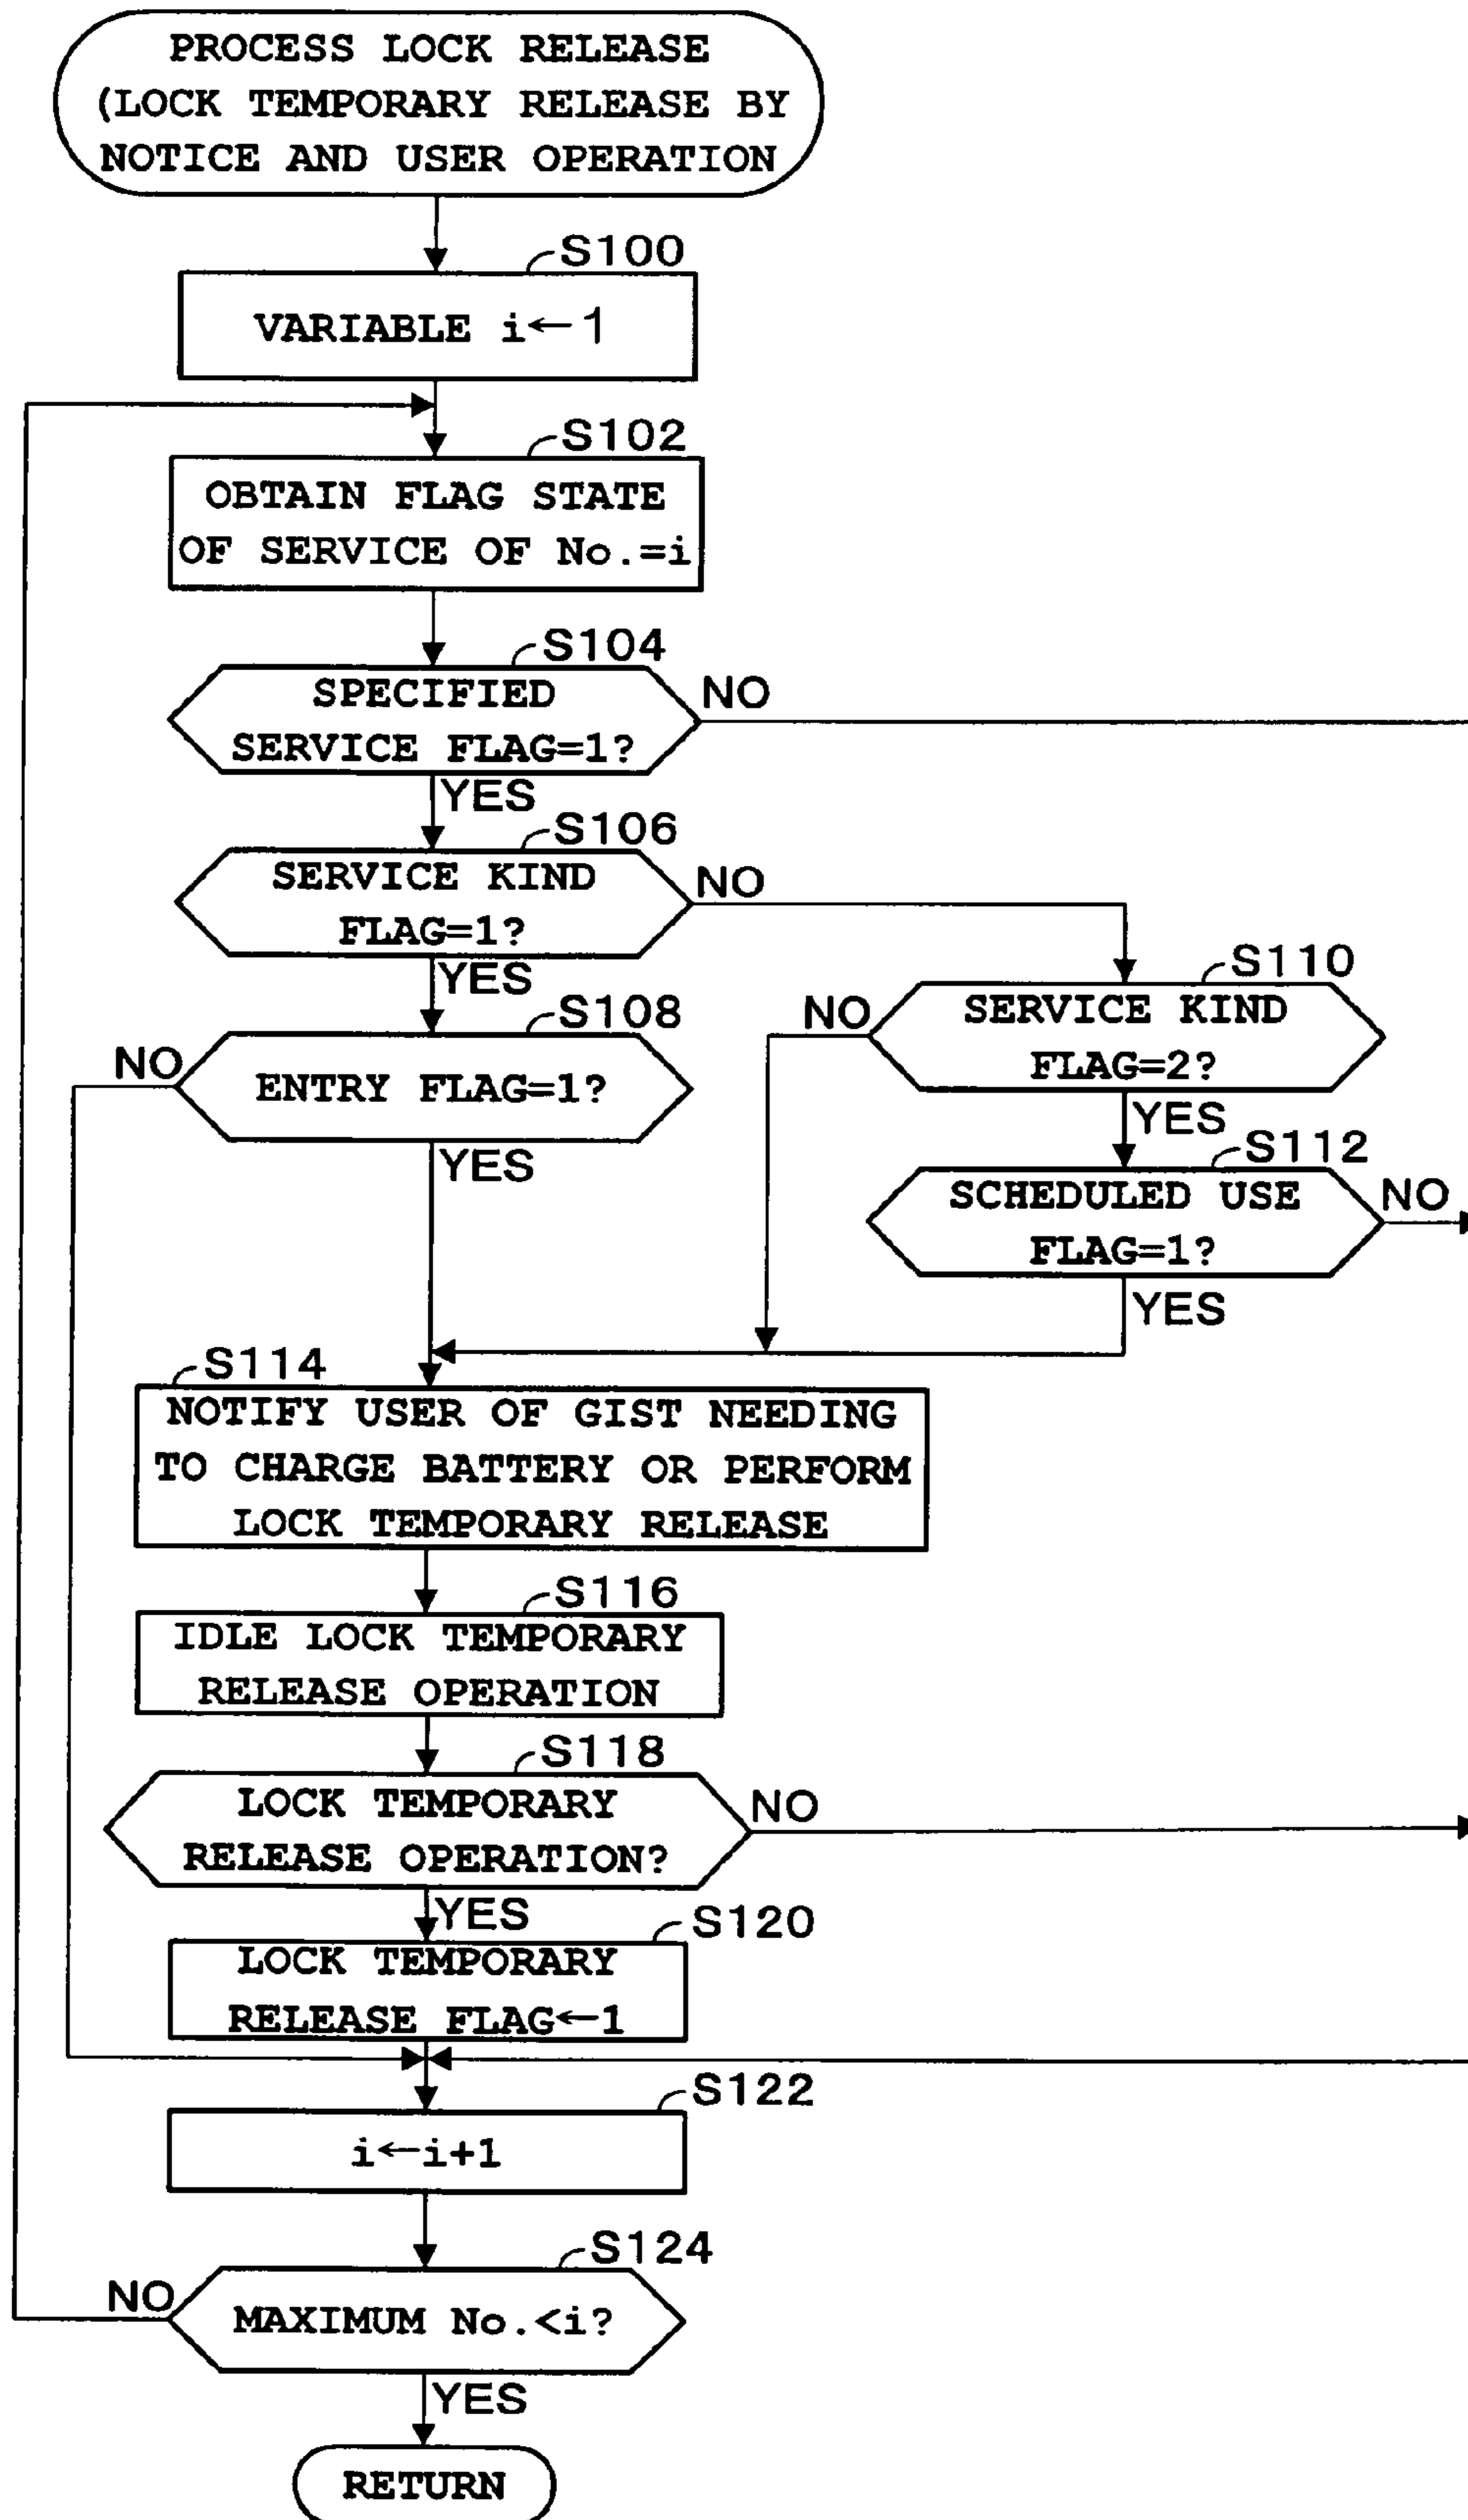 PROCESS LOCK RELEASE
(LOCK TEMPORARY RELEASE BY
NOTICE AND USER OPERATION
S100
VARIABLE i←1
S102
OBTAIN FLAG STATE
OF SERVICE OF No.=i
S104
SPECIFIED
SERVICE FLAG=1?
NO
YES
S106
SERVICE KIND
FLAG=1?
NO
YES
S110
SERVICE KIND
FLAG=2?
NO
YES
S108
ENTRY FLAG=1?
NO
YES
S112
SCHEDULED USE
FLAG=1?
NO
YES
S114
NOTIFY USER OF GIST NEEDING
TO CHARGE BATTERY OR PERFORM
LOCK TEMPORARY RELEASE
S116
IDLE LOCK TEMPORARY
RELEASE OPERATION
S118
LOCK TEMPORARY
RELEASE OPERATION?
NO
YES
S120
LOCK TEMPORARY
RELEASE FLAG←1
S122
i←i+1
S124
MAXIMUM No.<i?
NO
YES
RETURN